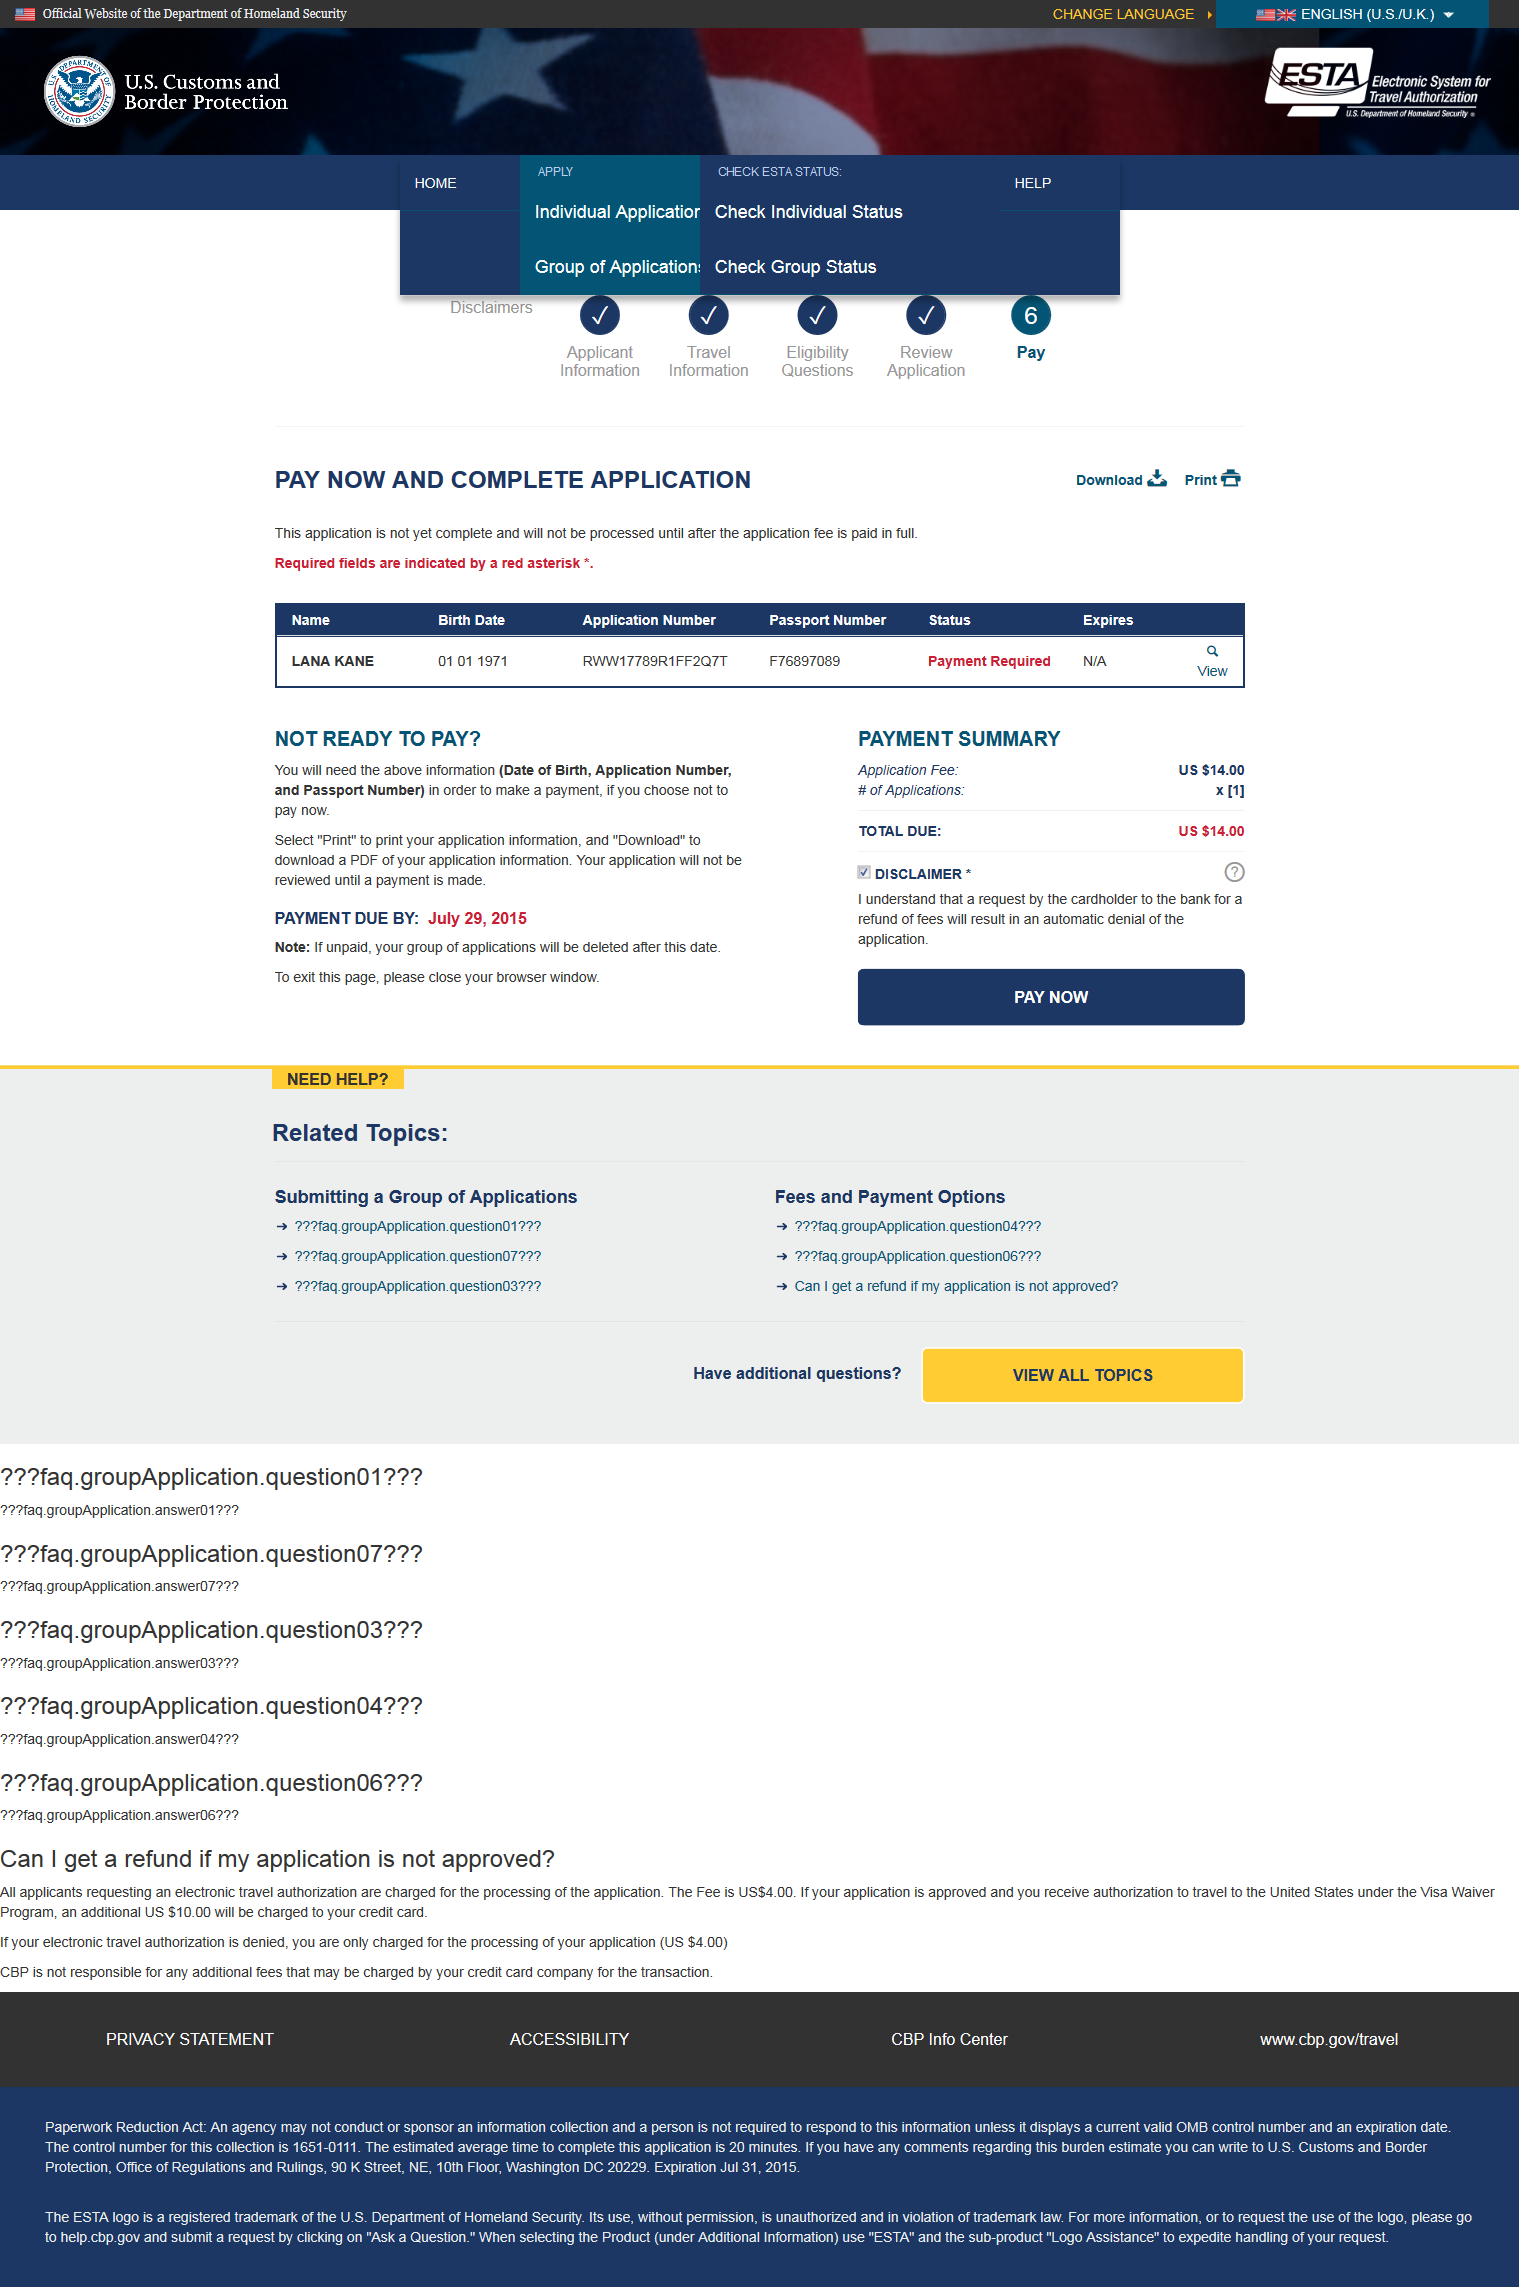 Official Website of the Department of Homeland Security
CHANGE LANGUAGE
ENGLISH (U.S./U.K.)
U.S. Customs and
Border Protection
ESTA
Electronic System for
Travel Authorization
U.S. Department of Homeland Security
HOME
APPLY
CHECK ESTA STATUS:
HELP
Individual Application
Check Individual Status
Group of Applications
Check Group Status
Disclaimers
6
Applicant
Information
Travel
Information
Eligibility
Questions
Review
Application
Pay
PAY NOW AND COMPLETE APPLICATION
Download
Print
This application is not yet complete and will not be processed until after the application fee is paid in full.
Required fields are indicated by a red asterisk *.
Name Birth Date Application Number Passport Number Status Expires
LANA KANE 01 01 1971 RWW17789R1FF2Q7T F76897089 Payment Required N/A View
NOT READY TO PAY?
You will need the above information (Date of Birth, Application Number,
and Passport Number) in order to make a payment, if you choose not to
pay now.
Select "Print" to print your application information, and "Download" to
download a PDF of your application information. Your application will not be
reviewed until a payment is made.
PAYMENT DUE BY: July 29, 2015
Note: If unpaid, your group of applications will be deleted after this date.
To exit this page, please close your browser window.
PAYMENT SUMMARY
Application Fee: US $14.00
# of Applications: x [1]
TOTAL DUE: US $14.00
DISCLAIMER *
?
I understand that a request by the cardholder to the bank for a
refund of fees will result in an automatic denial of the
application.
PAY NOW
NEED HELP?
Related Topics:
Submitting a Group of Applications
???faq.groupApplication.question01???
???faq.groupApplication.question07???
???faq.groupApplication.question03???
Fees and Payment Options
???faq.groupApplication.question04???
???faq.groupApplication.question06???
Can I get a refund if my application is not approved?
Have additional questions?
VIEW ALL TOPICS
???faq.groupApplication.question01???
???faq.groupApplication.answer01???
???faq.groupApplication.question07???
???faq.groupApplication.answer07???
???faq.groupApplication.question03???
???faq.groupApplication.answer03???
???faq.groupApplication.question04???
???faq.groupApplication.answer04???
???faq.groupApplication.question06???
???faq.groupApplication.answer06???
Can I get a refund if my application is not approved?
All applicants requesting an electronic travel authorization are charged for the processing of the application. The Fee is US$4.00. If your application is approved and you receive authorization to travel to the United States under the Visa Waiver
Program, an additional US $10.00 will be charged to your credit card.
If your electronic travel authorization is denied, you are only charged for the processing of your application (US $4.00)
CBP is not responsible for any additional fees that may be charged by your credit card company for the transaction.
PRIVACY STATEMENT
ACCESSIBILITY
CBP Info Center
www.cbp.gov/travel
Paperwork Reduction Act: An agency may not conduct or sponsor an information collection and a person is not required to respond to this information unless it displays a current valid OMB control number and an expiration date.
The control number for this collection is 1651-0111. The estimated average time to complete this application is 20 minutes. If you have any comments regarding this burden estimate you can write to U.S. Customs and Border
Protection, Office of Regulations and Rulings, 90 K Street, NE, 10th Floor, Washington DC 20229. Expiration Jul 31, 2015.
The ESTA logo is a registered trademark of the U.S. Department of Homeland Security. Its use, without permission, is unauthorized and in violation of trademark law. For more information, or to request the use of the logo, please go
to help.cbp.gov and submit a request by clicking on "Ask a Question." When selecting the Product (under Additional Information) use "ESTA" and the sub-product "Logo Assistance" to expedite handling of your request.